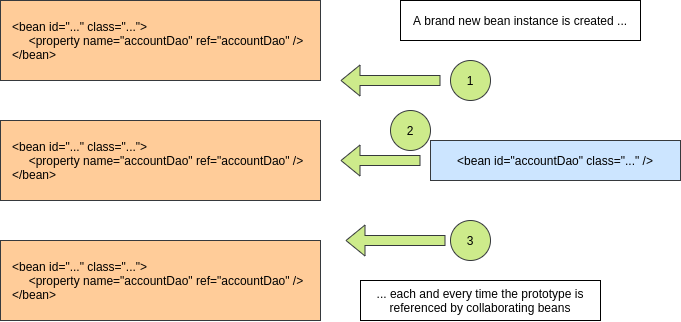 <bean id="..." class="...">
<property name="accountDao" ref="accountDao" />
</bean>
A brand new bean instance is created ...
1
<bean id="..." class="...">
<property name="accountDao" ref="accountDao" />
</bean>
2
<bean id="accountDao" class="..." />
<bean id="..." class="...">
<property name="accountDao" ref="accountDao" />
</bean>
3
... each and every time the prototype is
referenced by collaborating beans